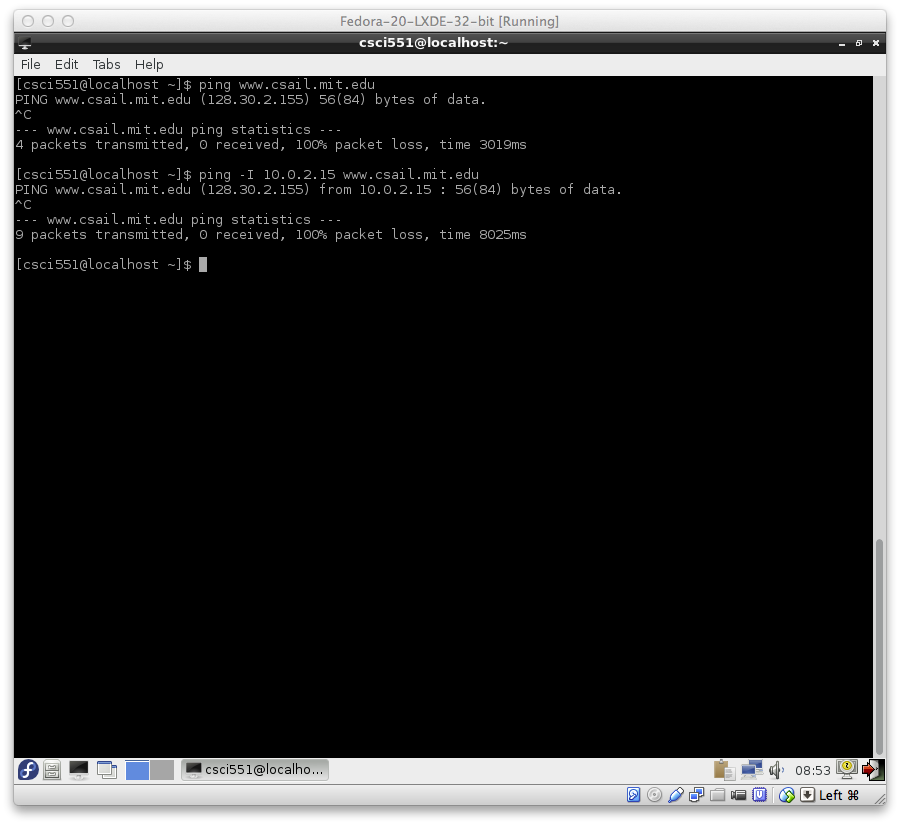 Fedora-20-LXDE-32-bit [Running]
csci551@localhost:~
File Edit Tabs Help
[csci551@localhost ~]$ ping www.csail.mit.edu
PING www.csail.mit.edu (128.30.2.155) 56(84) bytes of data.
^C
--- www.csail.mit.edu ping statistics ---
4 packets transmitted, 0 received, 100% packet loss, time 3019ms
[csci551@localhost ~]$ ping -I 10.0.2.15 www.csail.mit.edu
PING www.csail.mit.edu (128.30.2.155) from 10.0.2.15 : 56(84) bytes of data.
^C
--- www.csail.mit.edu ping statistics ---
9 packets transmitted, 0 received, 100% packet loss, time 8025ms
[csci551@localhost ~]$
csci551@localho... 08:53
Left ⌘